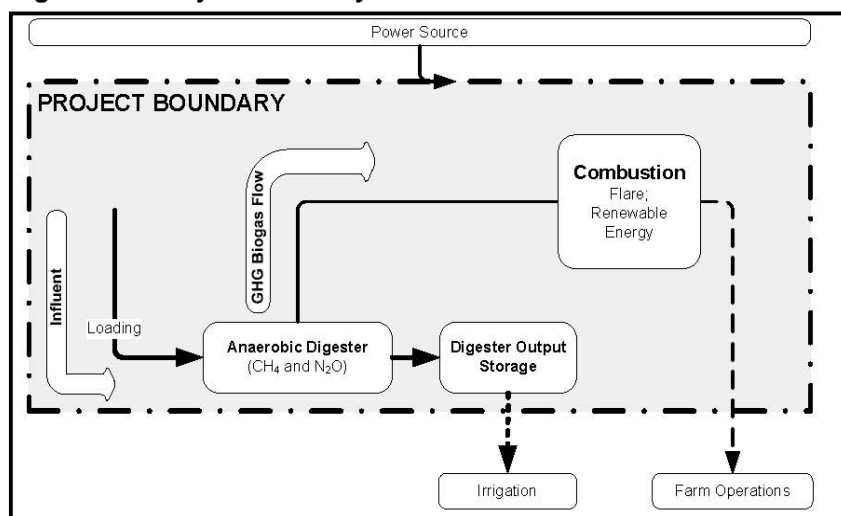 Power Source
PROJECT BOUNDARY
GHG Biogas Flow
Combustion
Flare;
Renewable
Energy
Influent
Loading
Anaerobic Digester
(CH₄ and N₂O)
Digester Output
Storage
Irrigation
Farm Operations